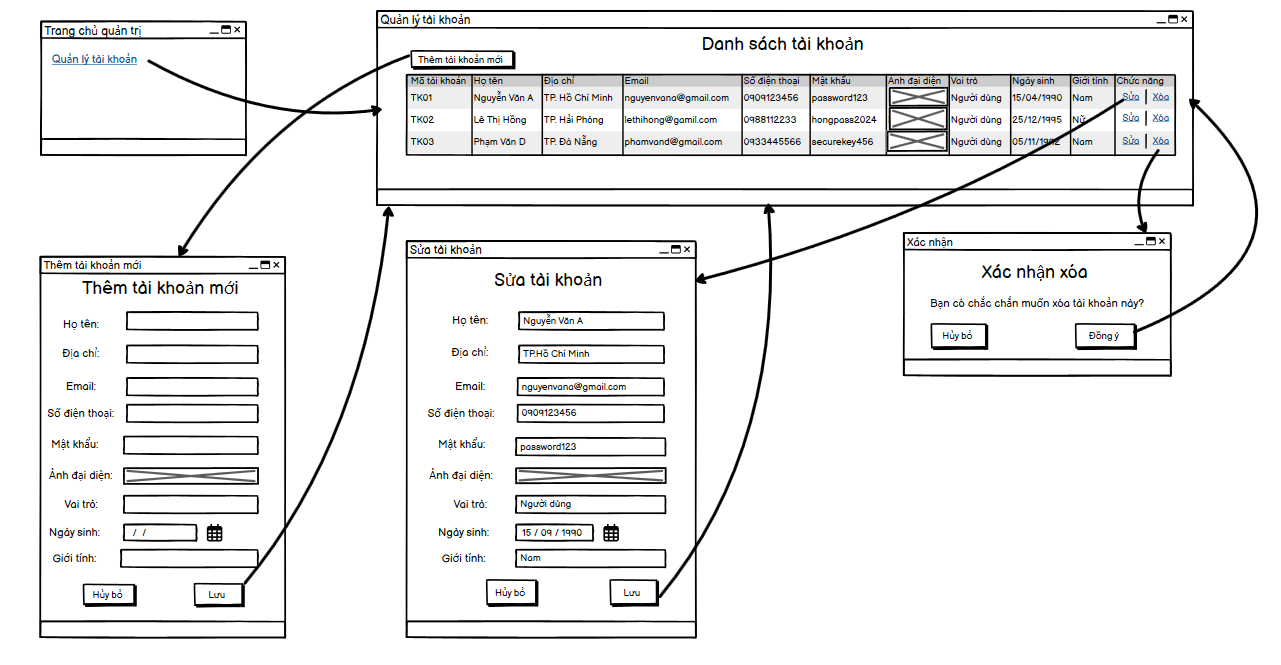 Trang chủ quản trị
Quản lý tài khoản
Quản lý tài khoản
Danh sách tài khoản
Thêm tài khoản mới
Mã tài khoản Họ tên Địa chỉ Email Số điện thoại Mật khẩu Ảnh đại diện Vai trò Ngày sinh Giới tính Chức năng
TK01 Nguyễn Văn A TP. Hồ Chí Minh nguyenvana@gmail.com 0909123456 password123 Người dùng 15/04/1990 Nam Sửa | Xóa
TK02 Lê Thị Hồng TP. Hải Phòng lethihong@gamil.com 0988112233 hongpass2024 Người dùng 25/12/1995 Nữ Sửa | Xóa
TK03 Phạm Văn D TP. Đà Nẵng phamvand@gmail.com 0933445566 securekey456 Người dùng 05/11/1992 Nam Sửa | Xóa
Thêm tài khoản mới
Thêm tài khoản mới
Họ tên:
Địa chỉ:
Email:
Số điện thoại:
Mật khẩu:
Ảnh đại diện:
Vai trò:
Ngày sinh: / /
Giới tính:
Hủy bỏ Lưu
Sửa tài khoản
Sửa tài khoản
Họ tên: Nguyễn Văn A
Địa chỉ: TP.Hồ Chí Minh
Email: nguyenvana@gmail.com
Số điện thoại: 0909123456
Mật khẩu: password123
Ảnh đại diện:
Vai trò: Người dùng
Ngày sinh: 15 / 09 / 1990
Giới tính: Nam
Hủy bỏ Lưu
Xác nhận
Xác nhận xóa
Bạn có chắc chắn muốn xóa tài khoản này?
Hủy bỏ Đồng ý